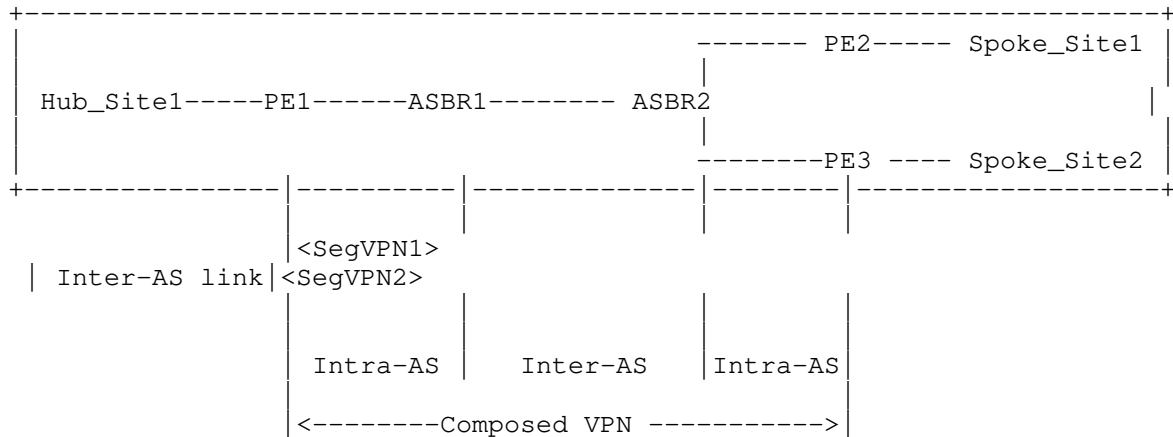 ------- PE2----- Spoke_Site1
Hub_Site1-----PE1------ASBR1-------- ASBR2
--------PE3 ---- Spoke_Site2
<SegVPN1>
| Inter-AS link|<SegVPN2>
Intra-AS | Inter-AS |Intra-AS|
|<--------Composed VPN ----------->|